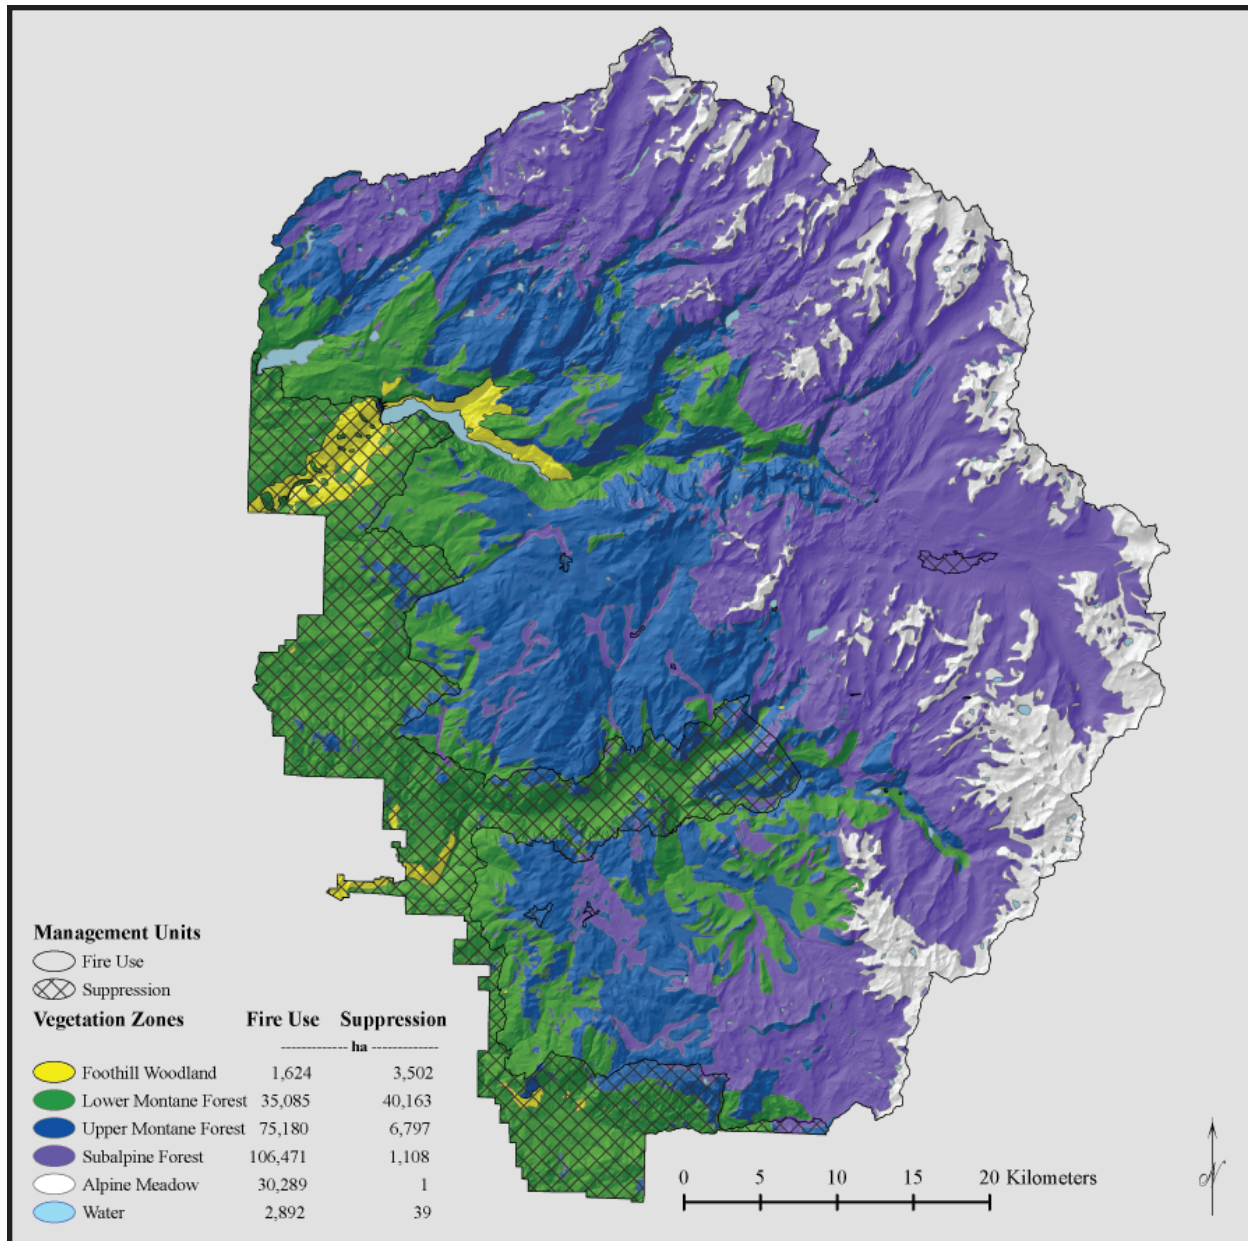 Management Units
Fire Use
Suppression
Vegetation Zones Fire Use Suppression
------------- ha -------------
Foothill Woodland 1,624 3,502
Lower Montane Forest 35,085 40,163
Upper Montane Forest 75,180 6,797
Subalpine Forest 106,471 1,108
Alpine Meadow 30,289 1
Water 2,892 39
0 5 10 15 20 Kilometers
N